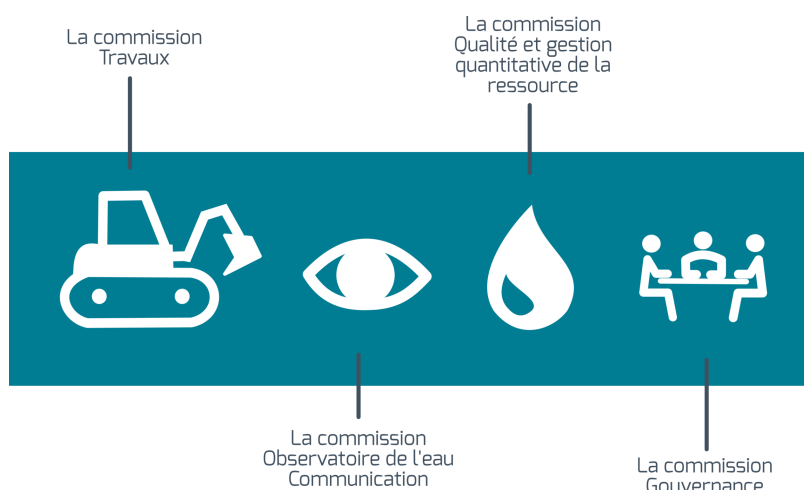 La commission
Travaux
La commission
Qualité et gestion
quantitative de la
ressource
La commission
Observatoire de l'eau
Communication
La commission
Gouvernance